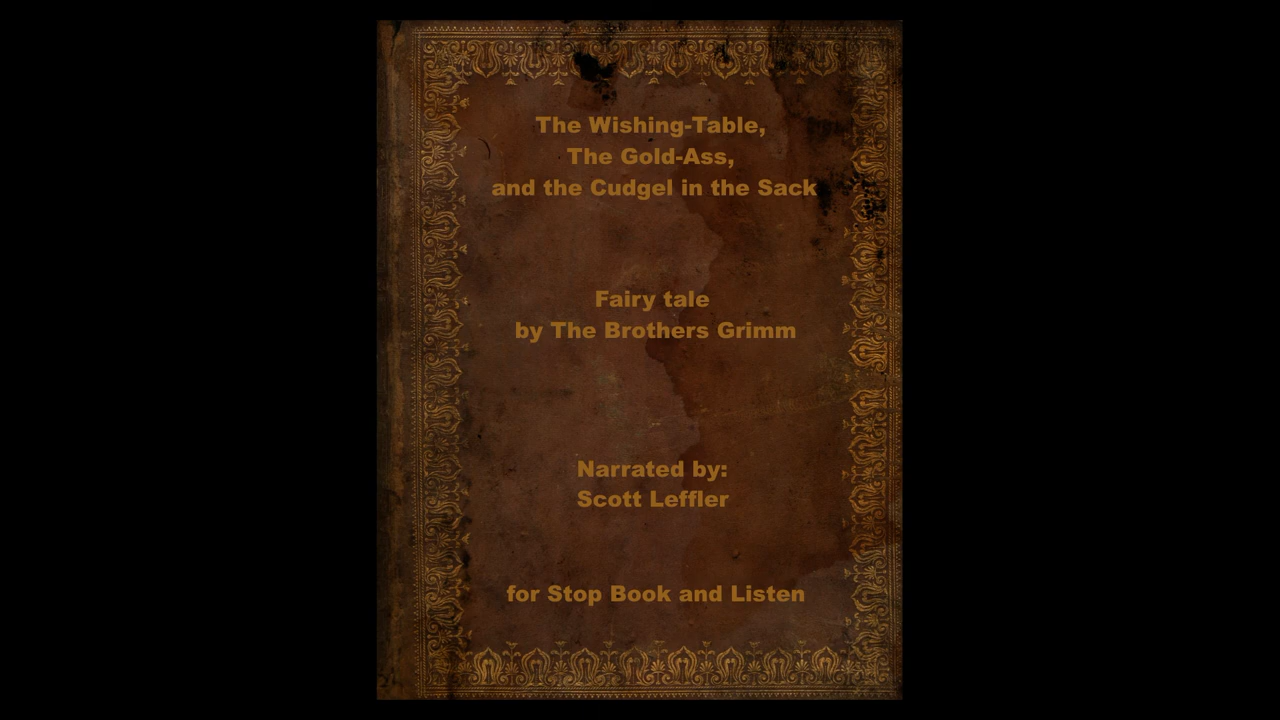 The Wishing-Table,
The Gold-Ass,
and the Cudgel in the Sack
Fairy tale
by The Brothers Grimm
Narrated by:
Scott Leffler
for Stop Book and Listen